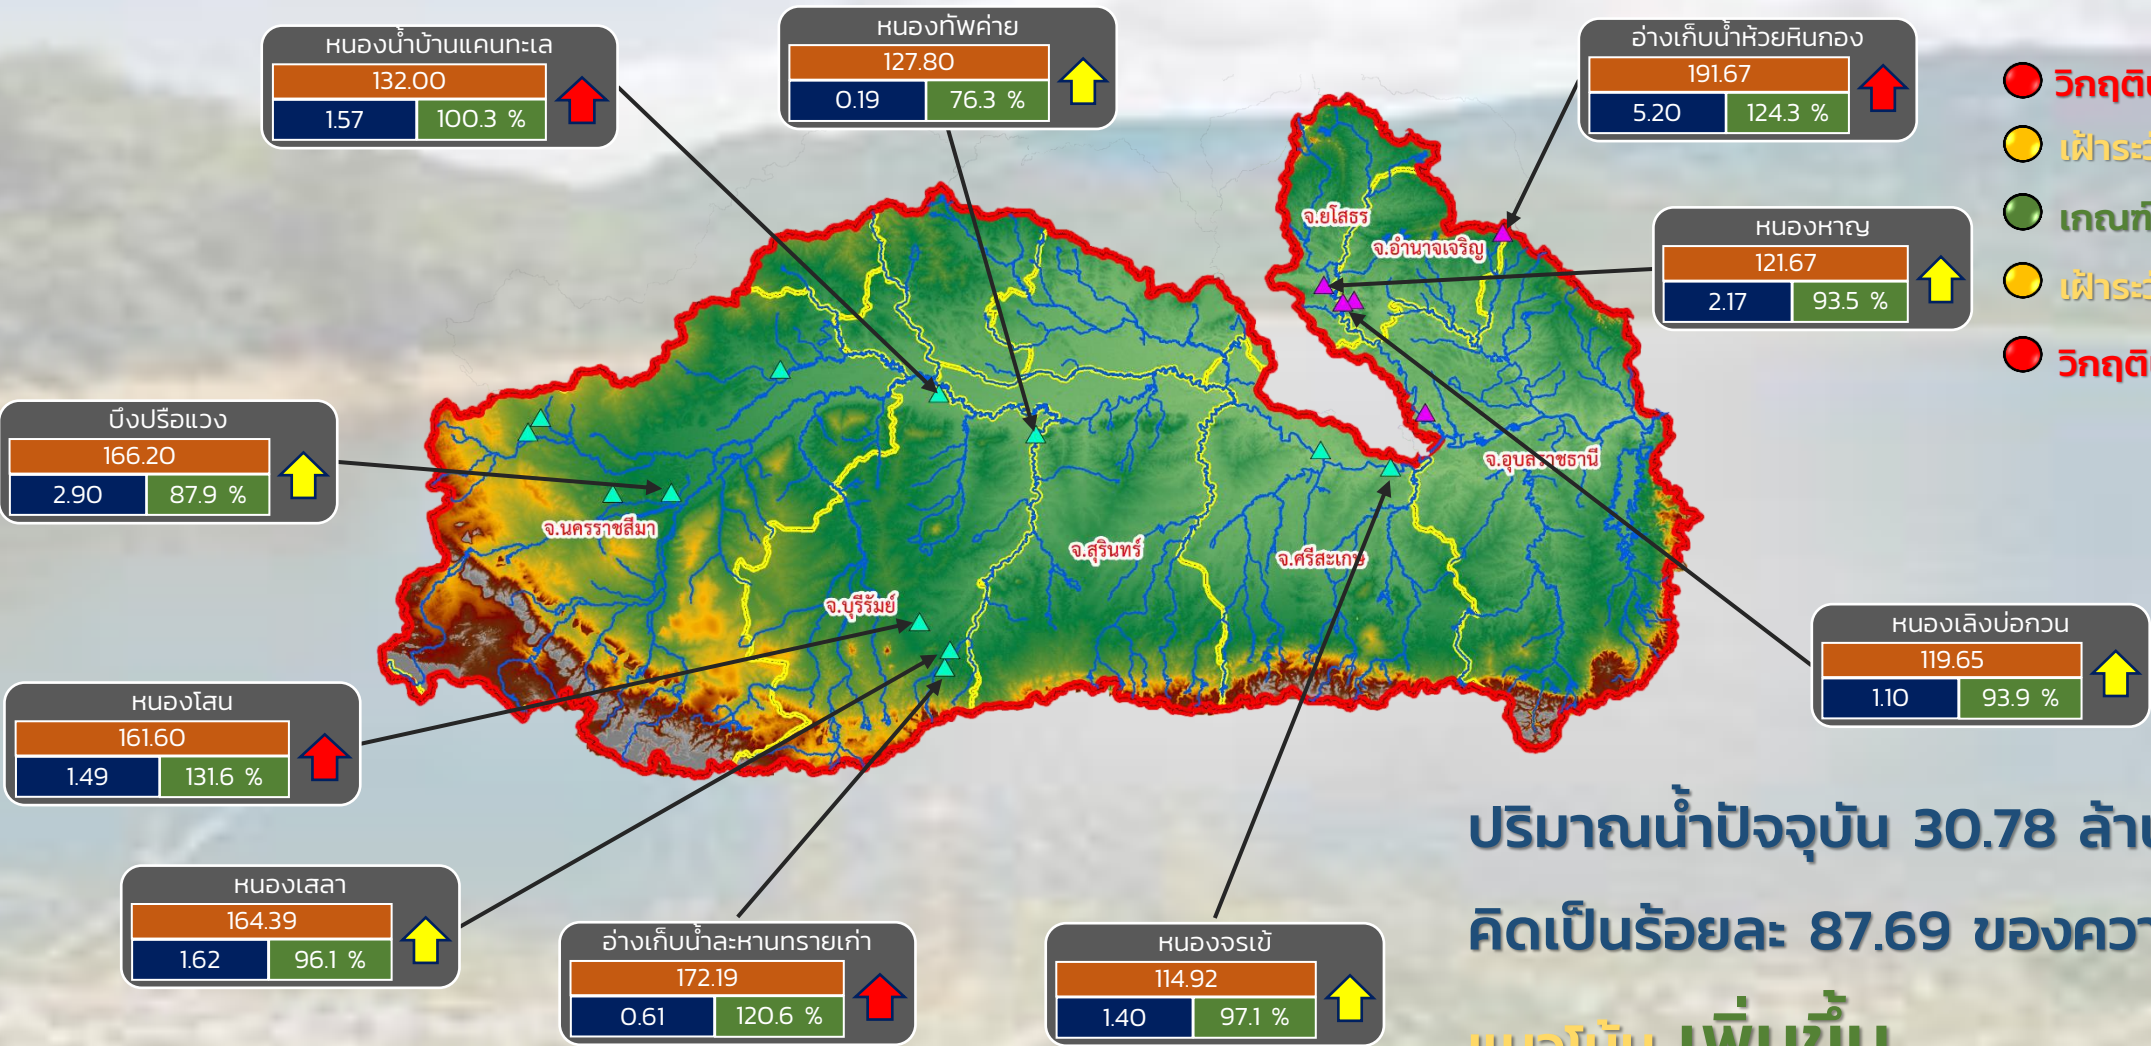 หนองน้ำบ้านแคนทะเล
132.00
1.57 100.3 %
หนองทัพค่าย
127.80
0.19 76.3 %
อ่างเก็บน้ำห้วยหินกอง
191.67
5.20 124.3 %
หนองหาญ
121.67
2.17 93.5 %
บึงปรือแวง
166.20
2.90 87.9 %
หนองเลิงบ่อกวน
119.65
1.10 93.9 %
หนองโสน
161.60
1.49 131.6 %
หนองเสลา
164.39
1.62 96.1 %
อ่างเก็บน้ำละหานทรายเก่า
172.19
0.61 120.6 %
หนองจรเข้
114.92
1.40 97.1 %
จ.ยโสธร
จ.อำนาจเจริญ
จ.อุบลราชธานี
จ.นครราชสีมา
จ.สุรินทร์
จ.ศรีสะเกษ
จ.บุรีรัมย์
วิกฤติ
เฝ้าระวั
เกณฑ์
เฝ้าระวั
วิกฤติ
ปริมาณน้ำปัจจุบัน 30.78 ล้าน
คิดเป็นร้อยละ 87.69 ของควา
แนวโน้ม เพิ่มขึ้น